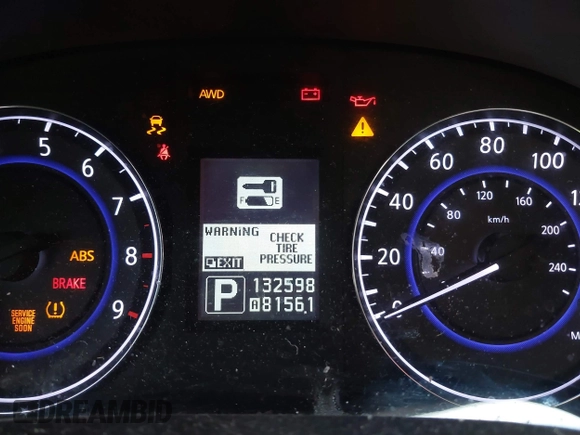 AWD
5
6
7
8
9
ABS
BRAKE
SERVICE
ENGINE
SOON
F E
WARNING
CHECK
TIRE
PRESSURE
EXIT
P
132598
A 8156.1
0
20
40
60
80
100
40
80
120
160
200
240
km/h
DREAMBID